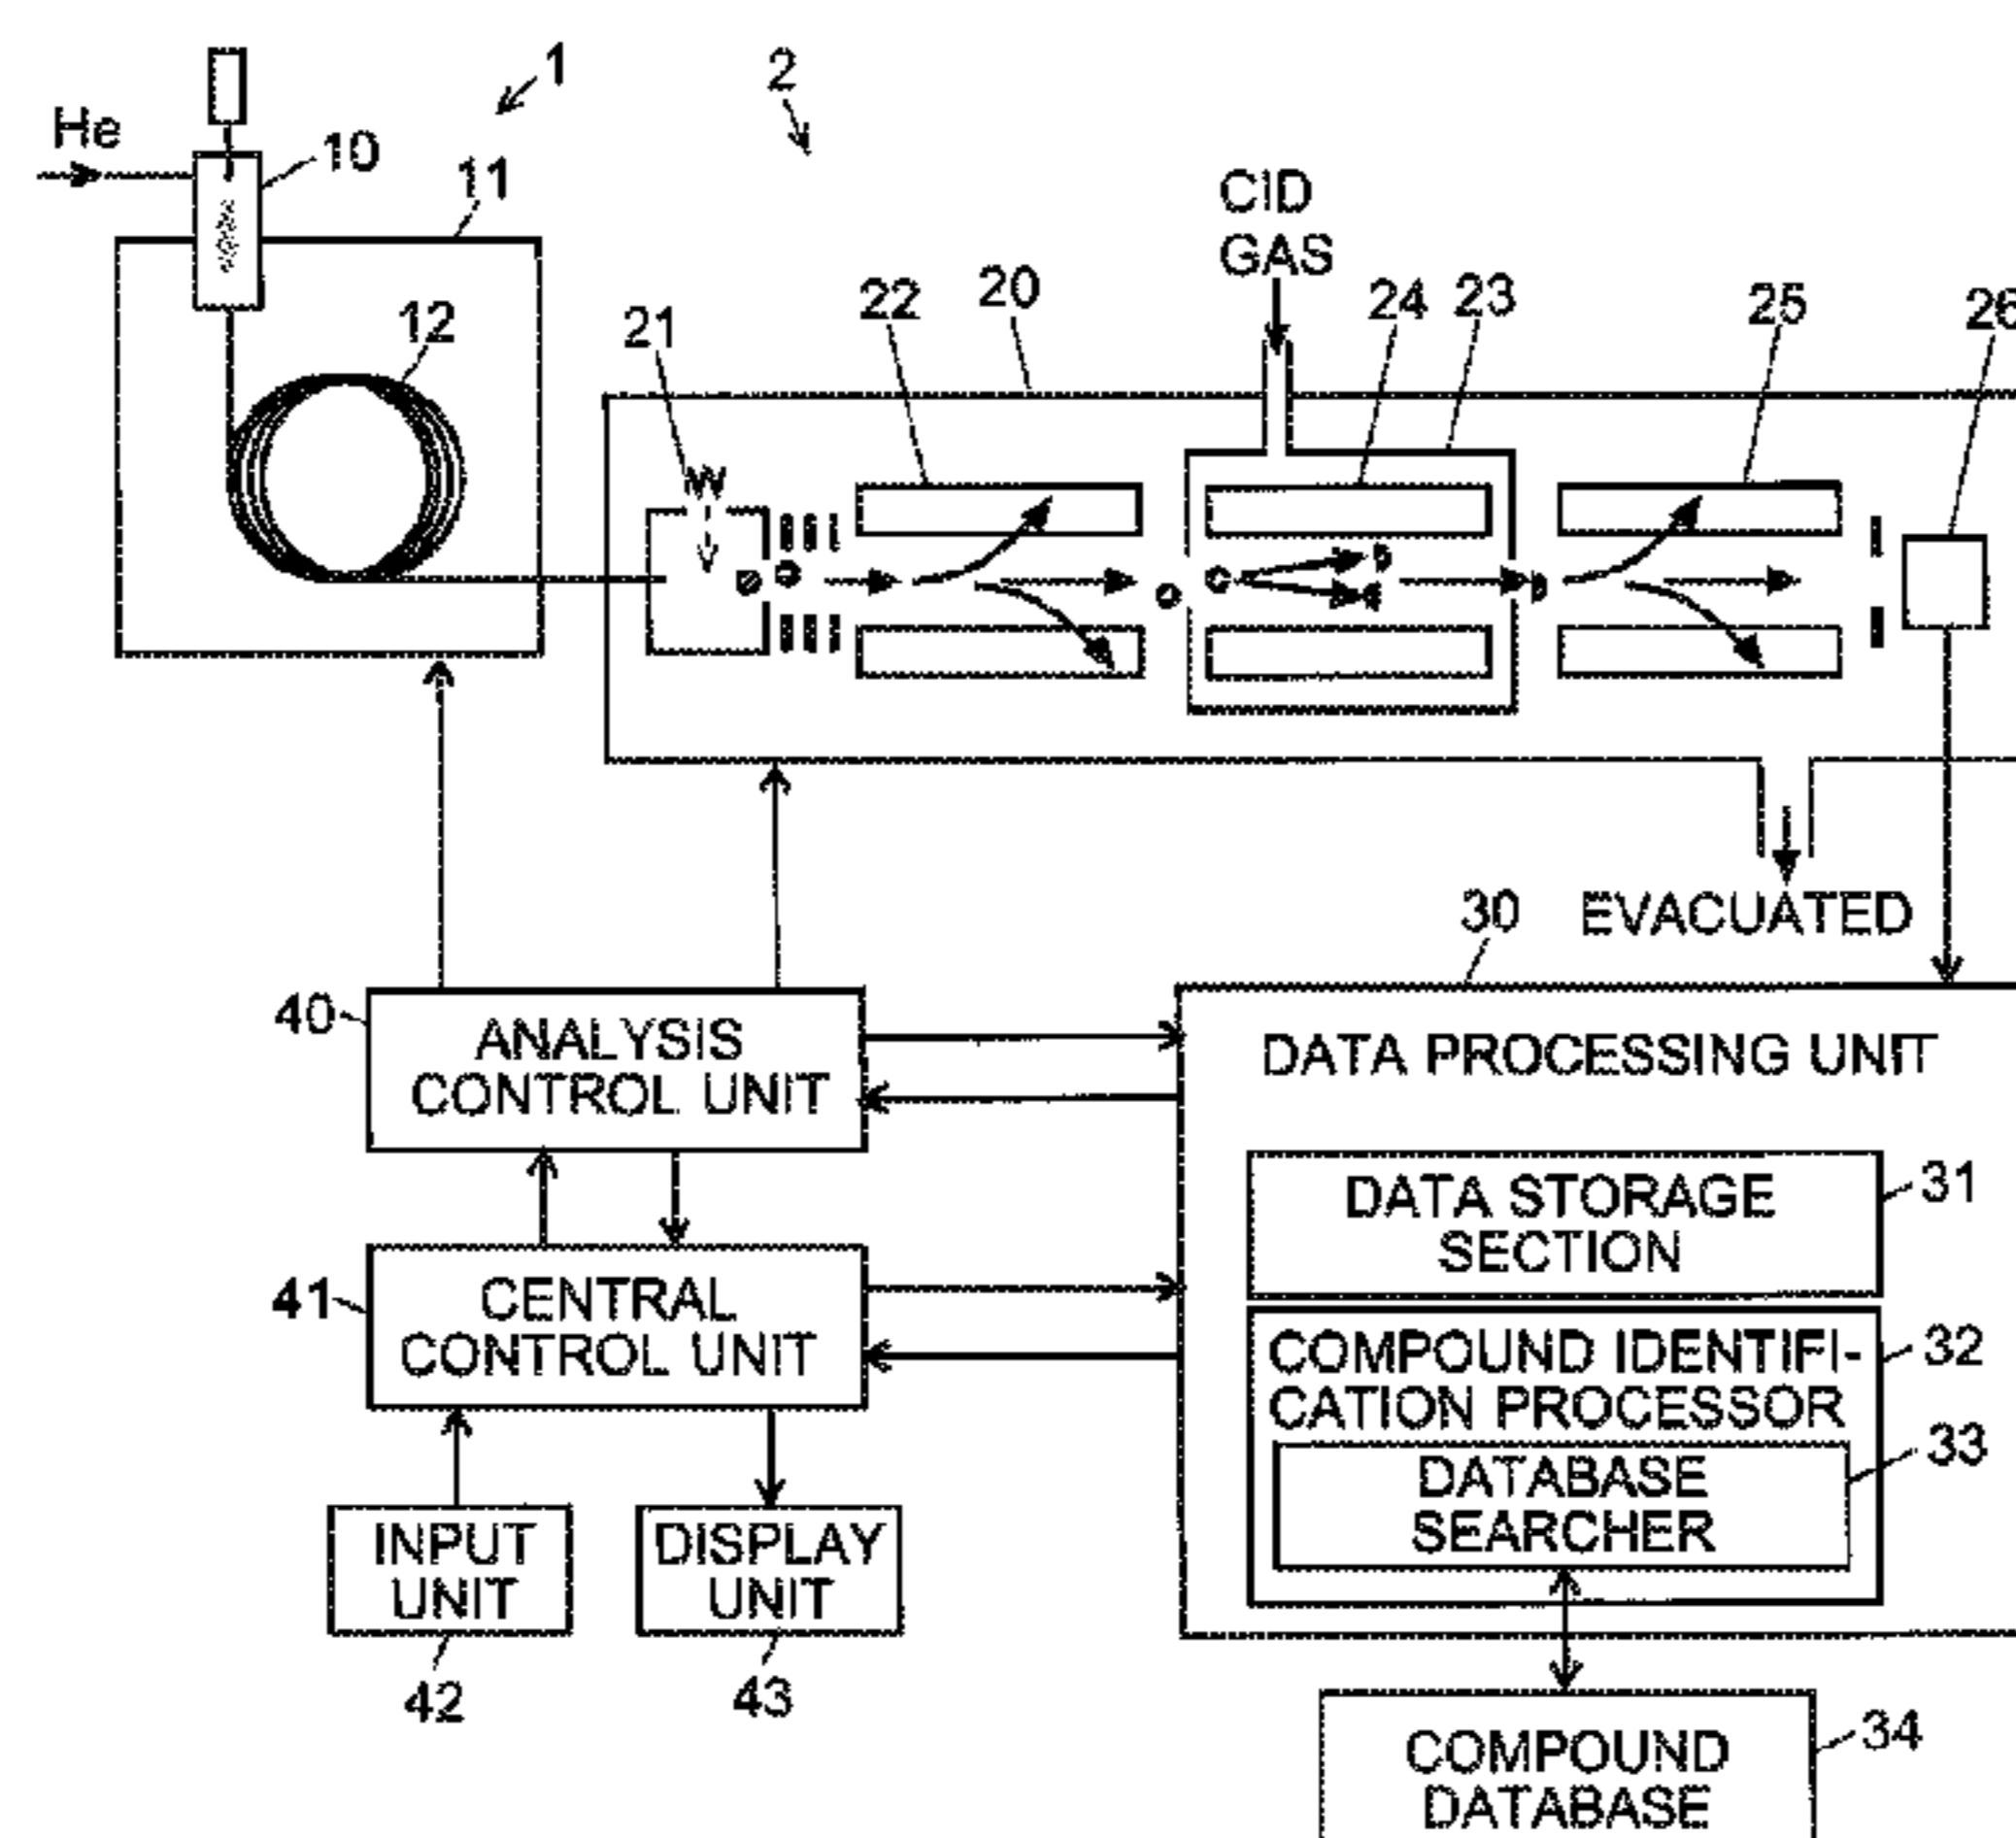 1
2
He
10
11
CID
GAS
12
21
22
20
24
23
25
26
30
EVACUATED
40
ANALYSIS
CONTROL UNIT
DATA PROCESSING UNIT
DATA STORAGE
SECTION
31
41
CENTRAL
CONTROL UNIT
COMPOUND IDENTIFI-
CATION PROCESSOR
32
DATABASE
SEARCHER
33
INPUT
UNIT
DISPLAY
UNIT
42
43
COMPOUND
DATABASE
34